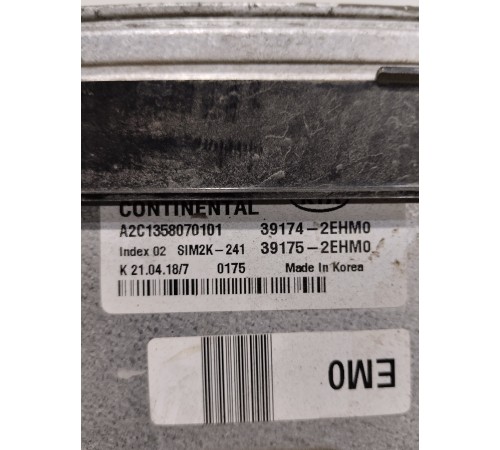 CONTINENTAL
A2C1358070101 39174-2EHM0
Index 02 SIM2K-241 39175-2EHM0
K 21.04.18/7 0175 Made In Korea
EM0